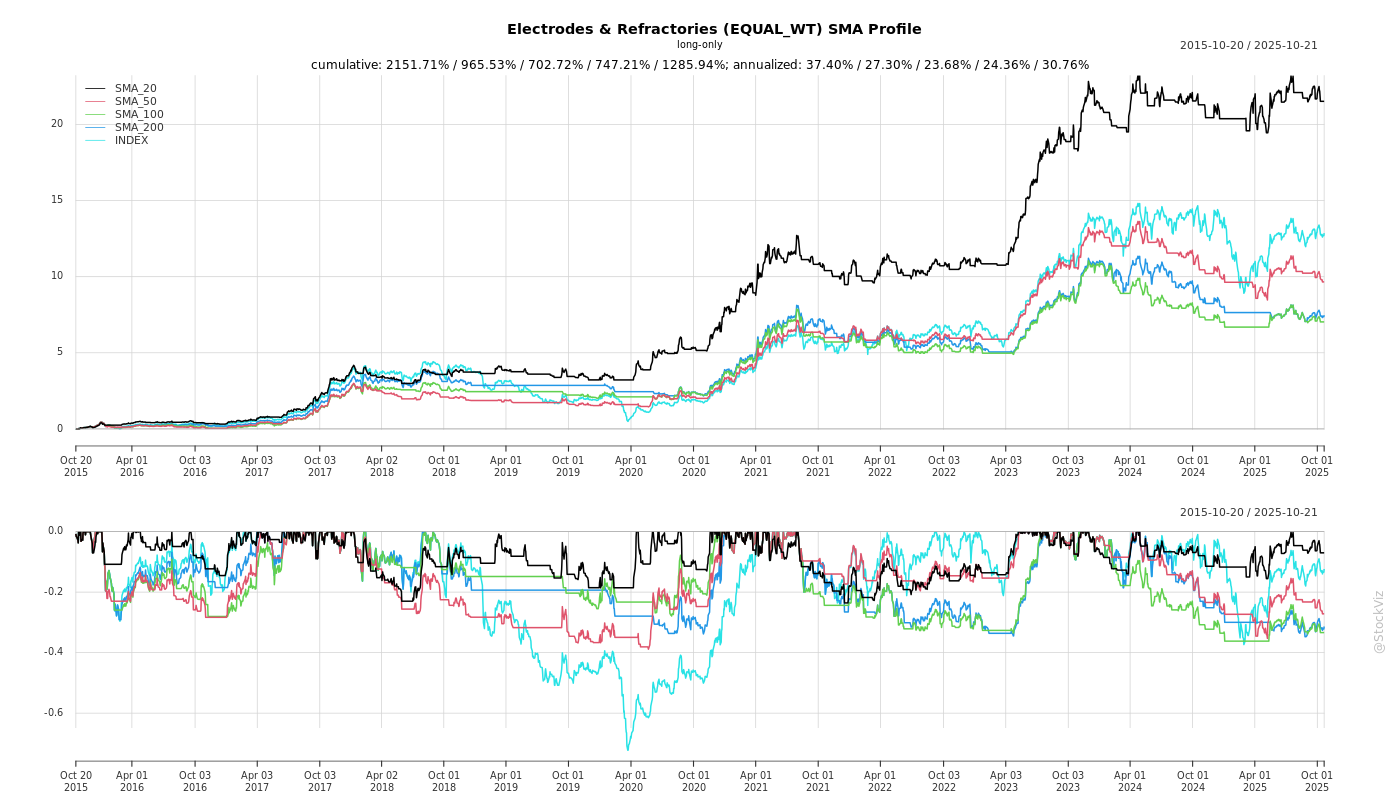 Electrodes & Refractories (EQUAL_WT) SMA Profile
long-only
2015-10-20 / 2025-10-21
cumulative: 2151.71% / 965.53% / 702.72% / 747.21% / 1285.94%; annualized: 37.40% / 27.30% / 23.68% / 24.36% / 30.76%
SMA_20
SMA_50
SMA_100
SMA_200
INDEX
20
15
10
5
0
Oct 20 Apr 01 Oct 03 Apr 03 Oct 03 Apr 02 Oct 01 Apr 01 Oct 01 Apr 01 Oct 01 Apr 01 Oct 01 Apr 01 Oct 03 Apr 03 Oct 03 Apr 01 Oct 01 Apr 01 Oct 01
2015 2016 2016 2017 2017 2018 2018 2019 2019 2020 2020 2021 2021 2022 2022 2023 2023 2024 2024 2025 2025
2015-10-20 / 2025-10-21
0.0
-0.2
-0.4
-0.6
Oct 20 Apr 01 Oct 03 Apr 03 Oct 03 Apr 02 Oct 01 Apr 01 Oct 01 Apr 01 Oct 01 Apr 01 Oct 01 Apr 01 Oct 03 Apr 03 Oct 03 Apr 01 Oct 01 Apr 01 Oct 01
2015 2016 2016 2017 2017 2018 2018 2019 2019 2020 2020 2021 2021 2022 2022 2023 2023 2024 2024 2025 2025
@StockViz